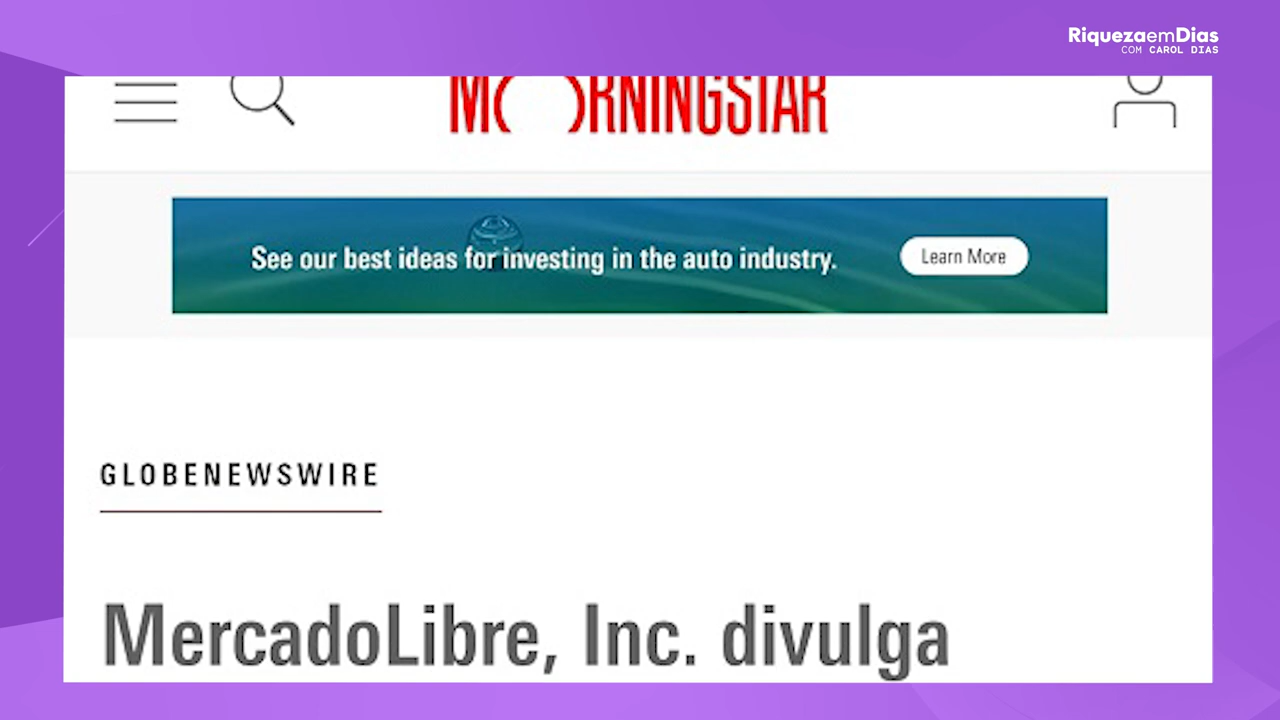 RiquezaemDias
COM CAROL DIAS
MORNINGSTAR
See our best ideas for investing in the auto industry.
Learn More
GLOBENEWSWIRE
MercadoLibre, Inc. divulga